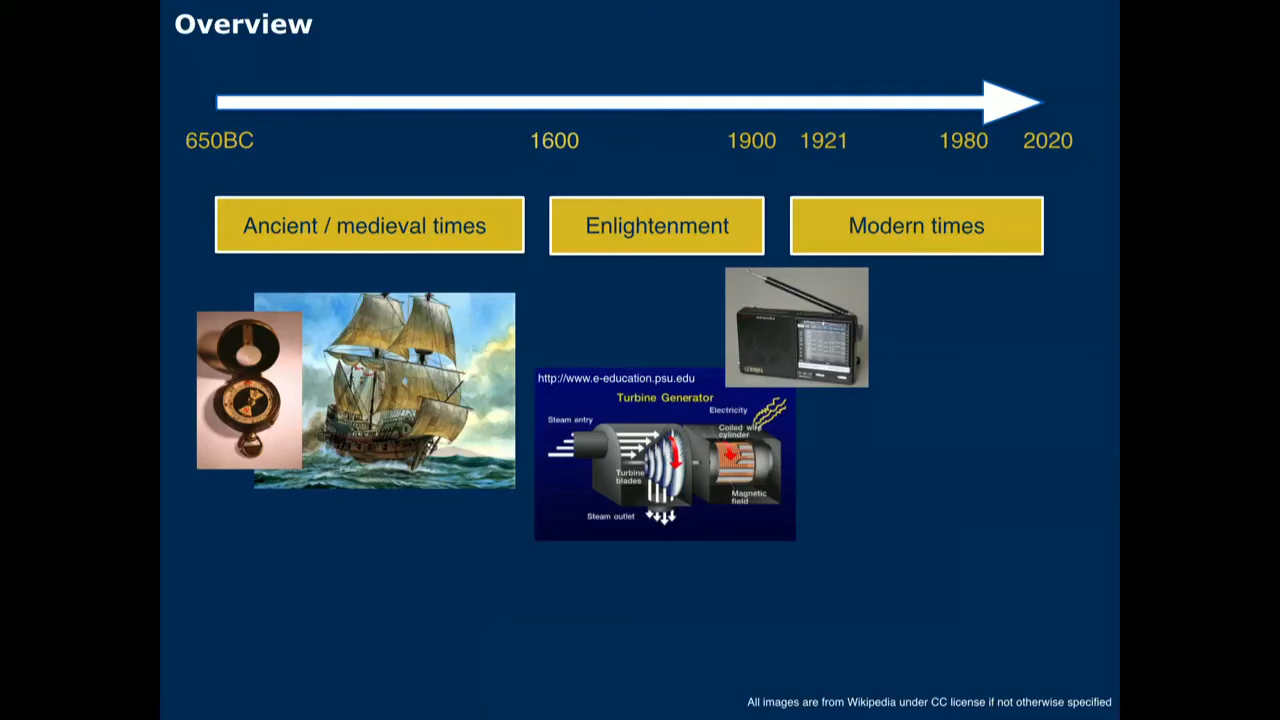 Overview
650BC 1600 1900 1921 1980 2020
Ancient / medieval times
Enlightenment
Modern times
http://www.e-education.psu.edu
Turbine Generator
Electricity
Steam entry
Coiled wire
cylinder
Turbine
blades
Magnetic
field
Steam outlet
All images are from Wikipedia under CC license if not otherwise specified